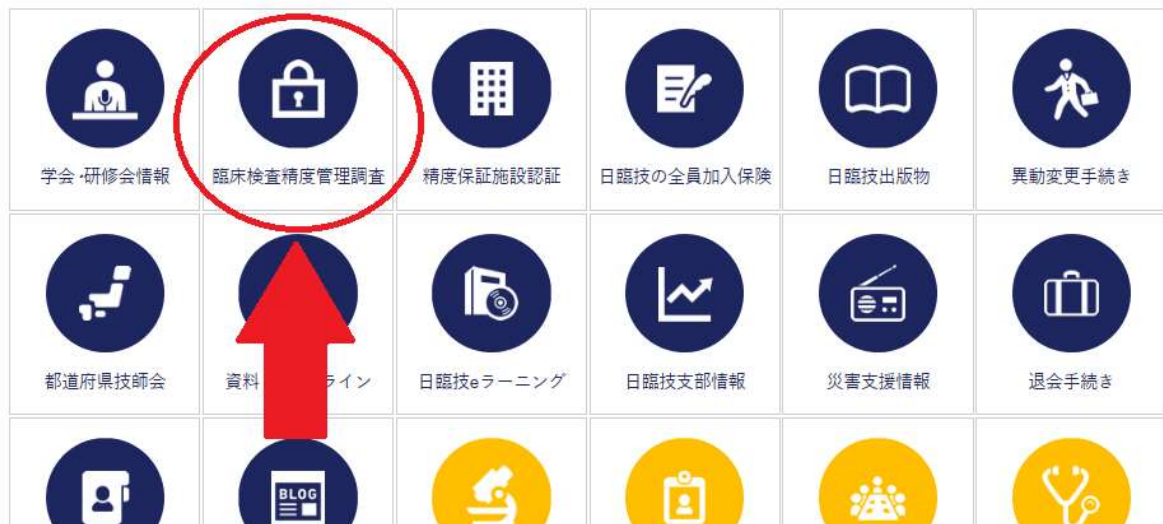 学会・研修会情報
臨床検査精度管理調査
精度保証施設認証
日臨技の全員加入保険
日臨技出版物
異動変更手続き
都道府県技師会
資料 ライン
日臨技eラーニング
日臨技支部情報
災害支援情報
退会手続き
BLOG